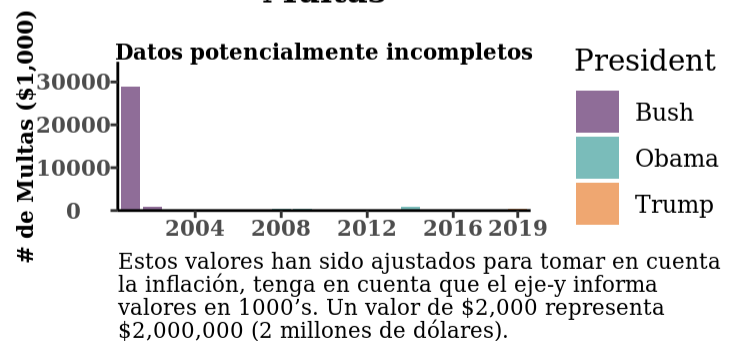 Datos potencialmente incompletos
# de Multas ($1,000)
30000
20000
10000
0
2004 2008 2012 2016 2019
President
Bush
Obama
Trump
Estos valores han sido ajustados para tomar en cuenta
la inflación, tenga en cuenta que el eje-y informa
valores en 1000’s. Un valor de $2,000 representa
$2,000,000 (2 millones de dólares).